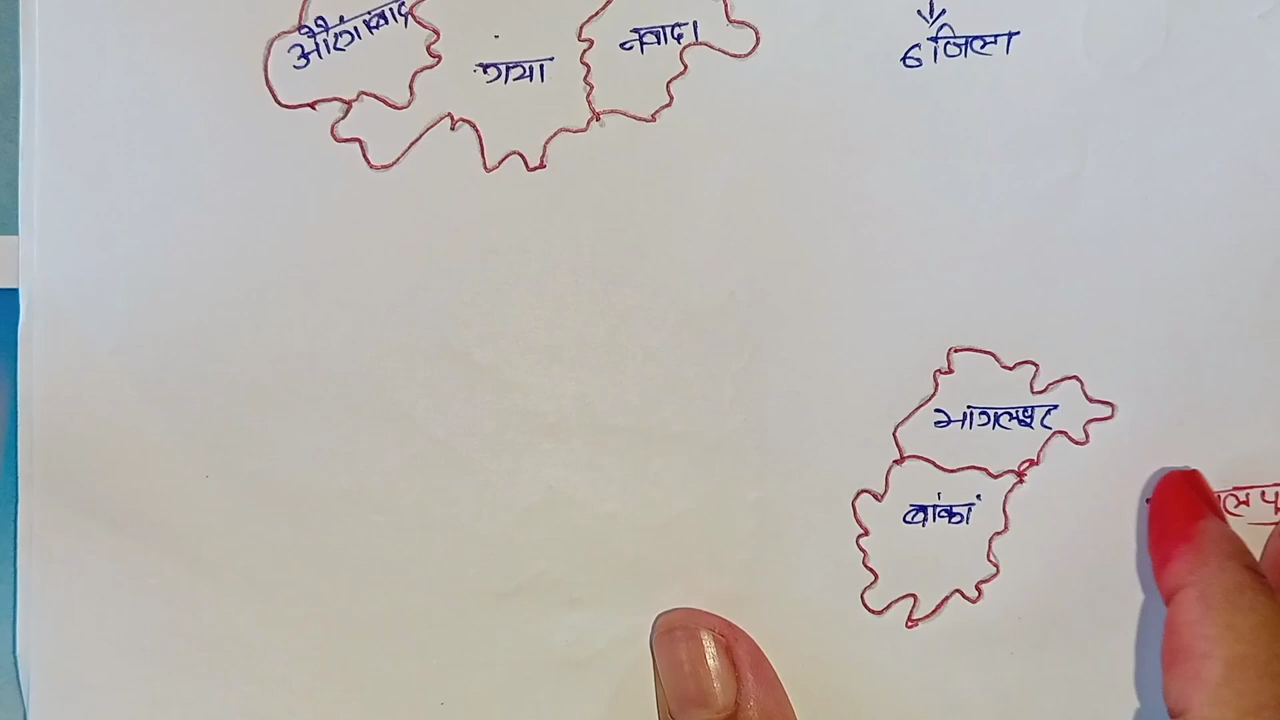 औरंगाबाद
गया
नवादा
6 जिला
भागलपुर
बांका